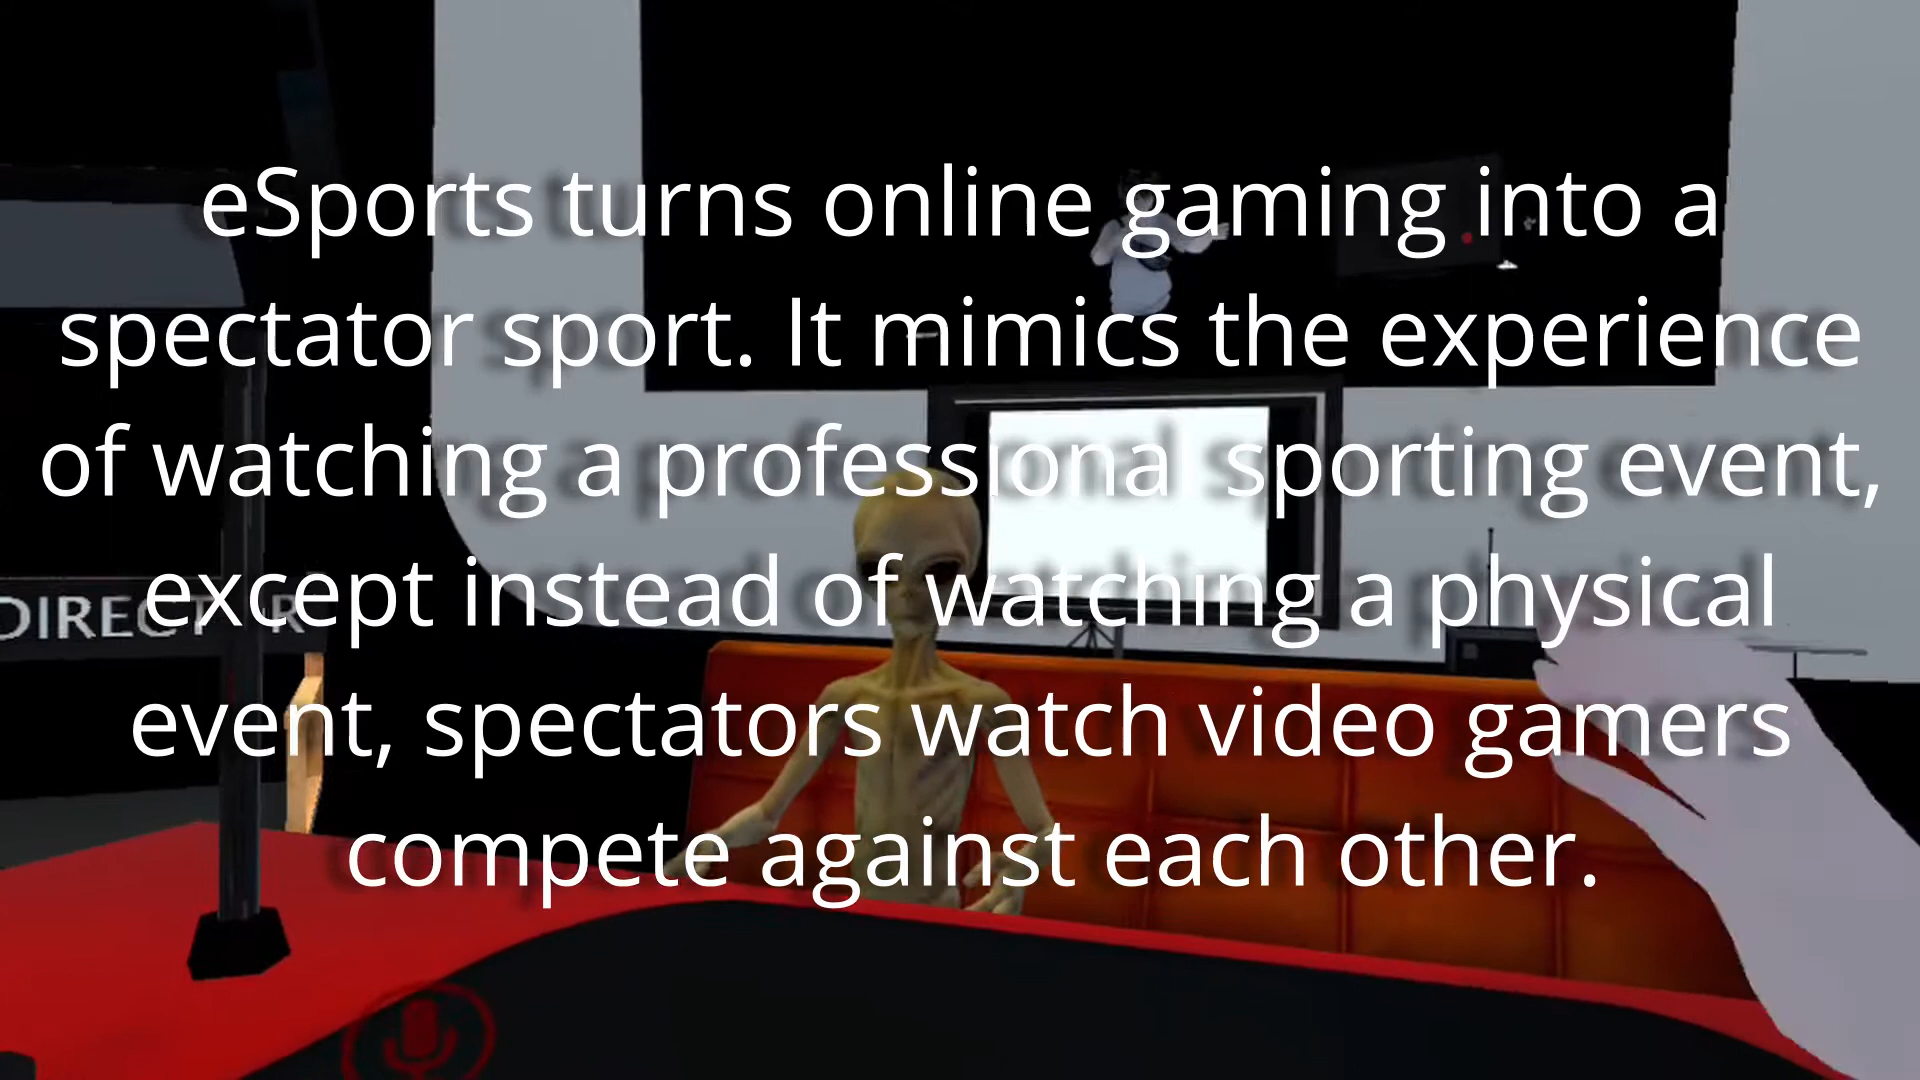 eSports turns online gaming into a
spectator sport. It mimics the experience
of watching a professional sporting event,
except instead of watching a physical
event, spectators watch video gamers
compete against each other.
DIRECTOR